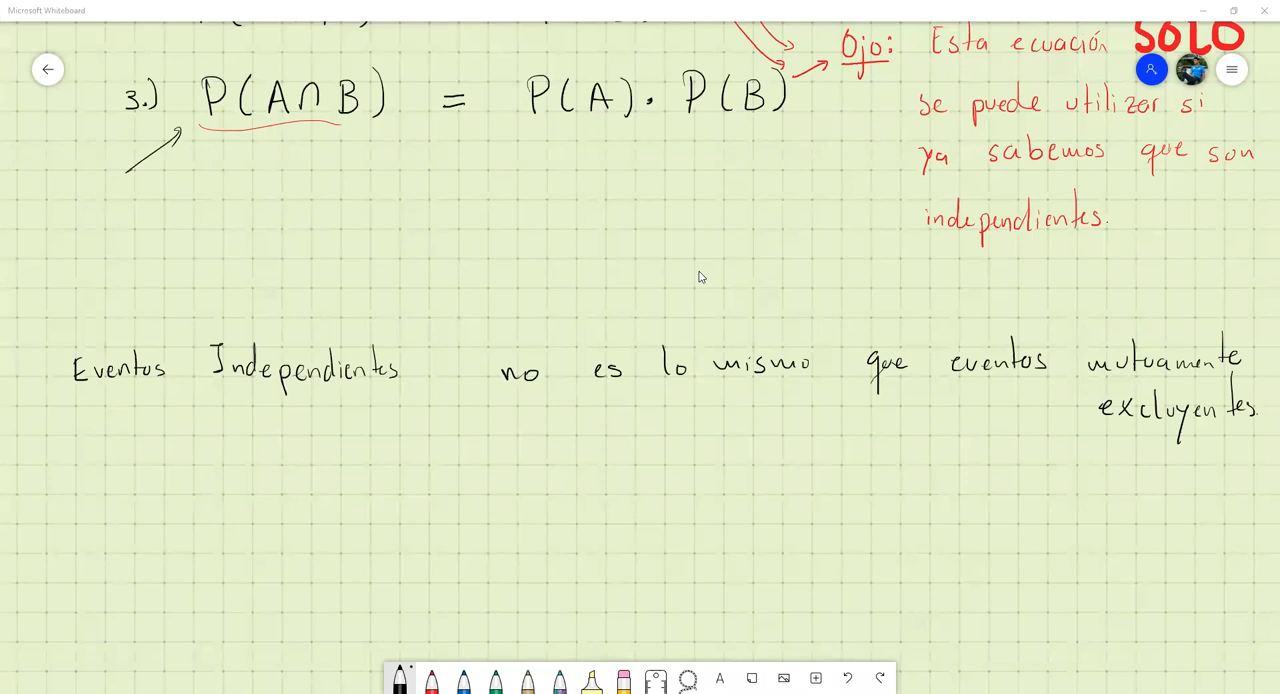 Microsoft Whiteboard
Ojo: Esta ecuación SOLO
3.) P(A∩B) = P(A) · P(B)
se puede utilizar si
ya sabemos que son
independientes.
Eventos Independientes no es lo mismo que eventos mutuamente
excluyentes.
A